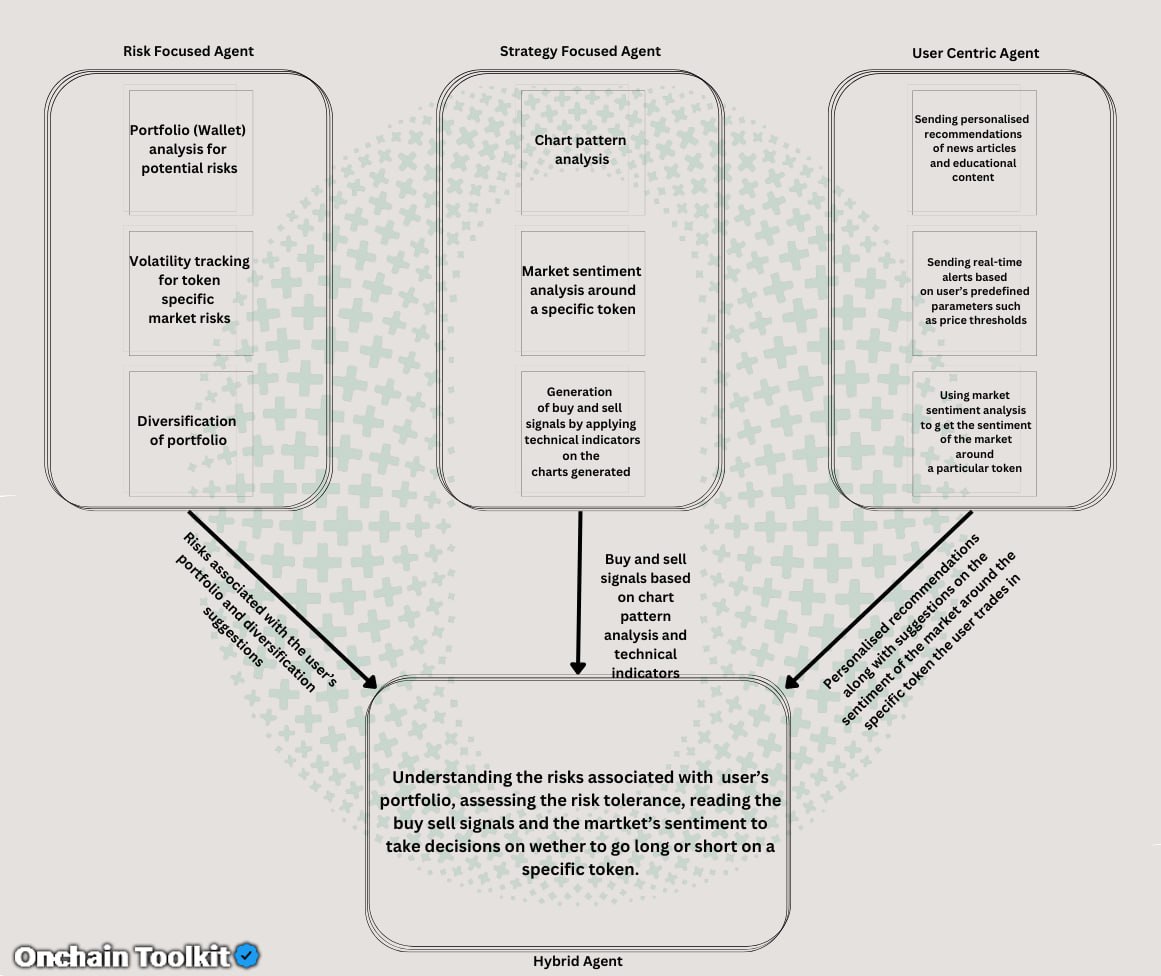 Risk Focused Agent
Portfolio (Wallet)
analysis for
potential risks
Volatility tracking
for token
specific
market risks
Diversification
of portfolio
Strategy Focused Agent
Chart pattern
analysis
Market sentiment
analysis around
a specific token
Generation
of buy and sell
signals by applying
technical indicators
on the
charts generated
User Centric Agent
Sending personalised
recommendations
of news articles
and educational
content
Sending real-time
alerts based
on user’s predefined
parameters such
as price thresholds
Using market
sentiment analysis
to g et the sentiment
of the market
around
a particular token
Risks associated with the user’s
portfolio and diversification
suggestions
Buy and sell
signals based
on chart
pattern
analysis and
technical
indicators
Personalised recommendations
along with suggestions on the
sentiment of the market around the
specific token the user trades in
Understanding the risks associated with user’s
portfolio, assessing the risk tolerance, reading the
buy sell signals and the martket’s sentiment to
take decisions on wether to go long or short on a
specific token.
Hybrid Agent
Onchain Toolkit